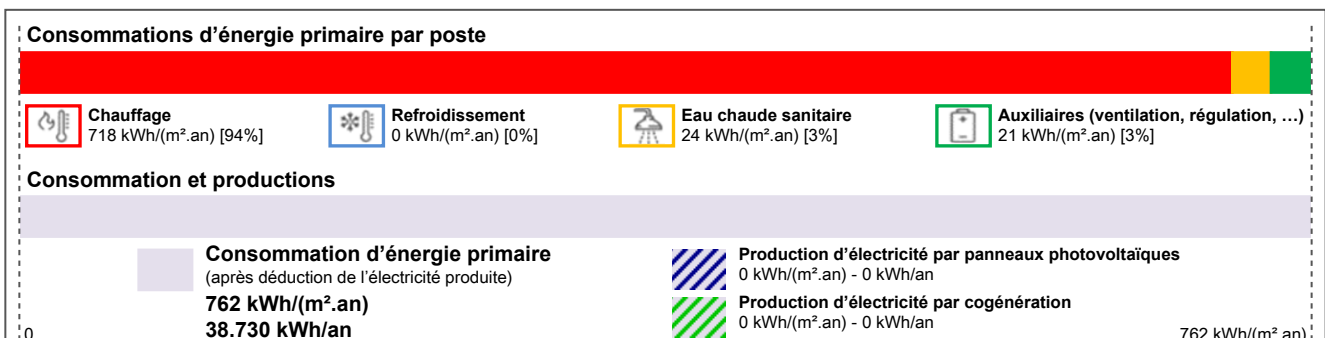 Consommations d'énergie primaire par poste
Chauffage
718 kWh/(m².an) [94%]
Refroidissement
0 kWh/(m².an) [0%]
Eau chaude sanitaire
24 kWh/(m².an) [3%]
Auxiliaires (ventilation, régulation, …)
21 kWh/(m².an) [3%]
Consommation et productions
Consommation d'énergie primaire
(après déduction de l'électricité produite)
762 kWh/(m².an)
38.730 kWh/an
Production d'électricité par panneaux photovoltaïques
0 kWh/(m².an) - 0 kWh/an
Production d'électricité par cogénération
0 kWh/(m².an) - 0 kWh/an
0
762 kWh/(m².an)